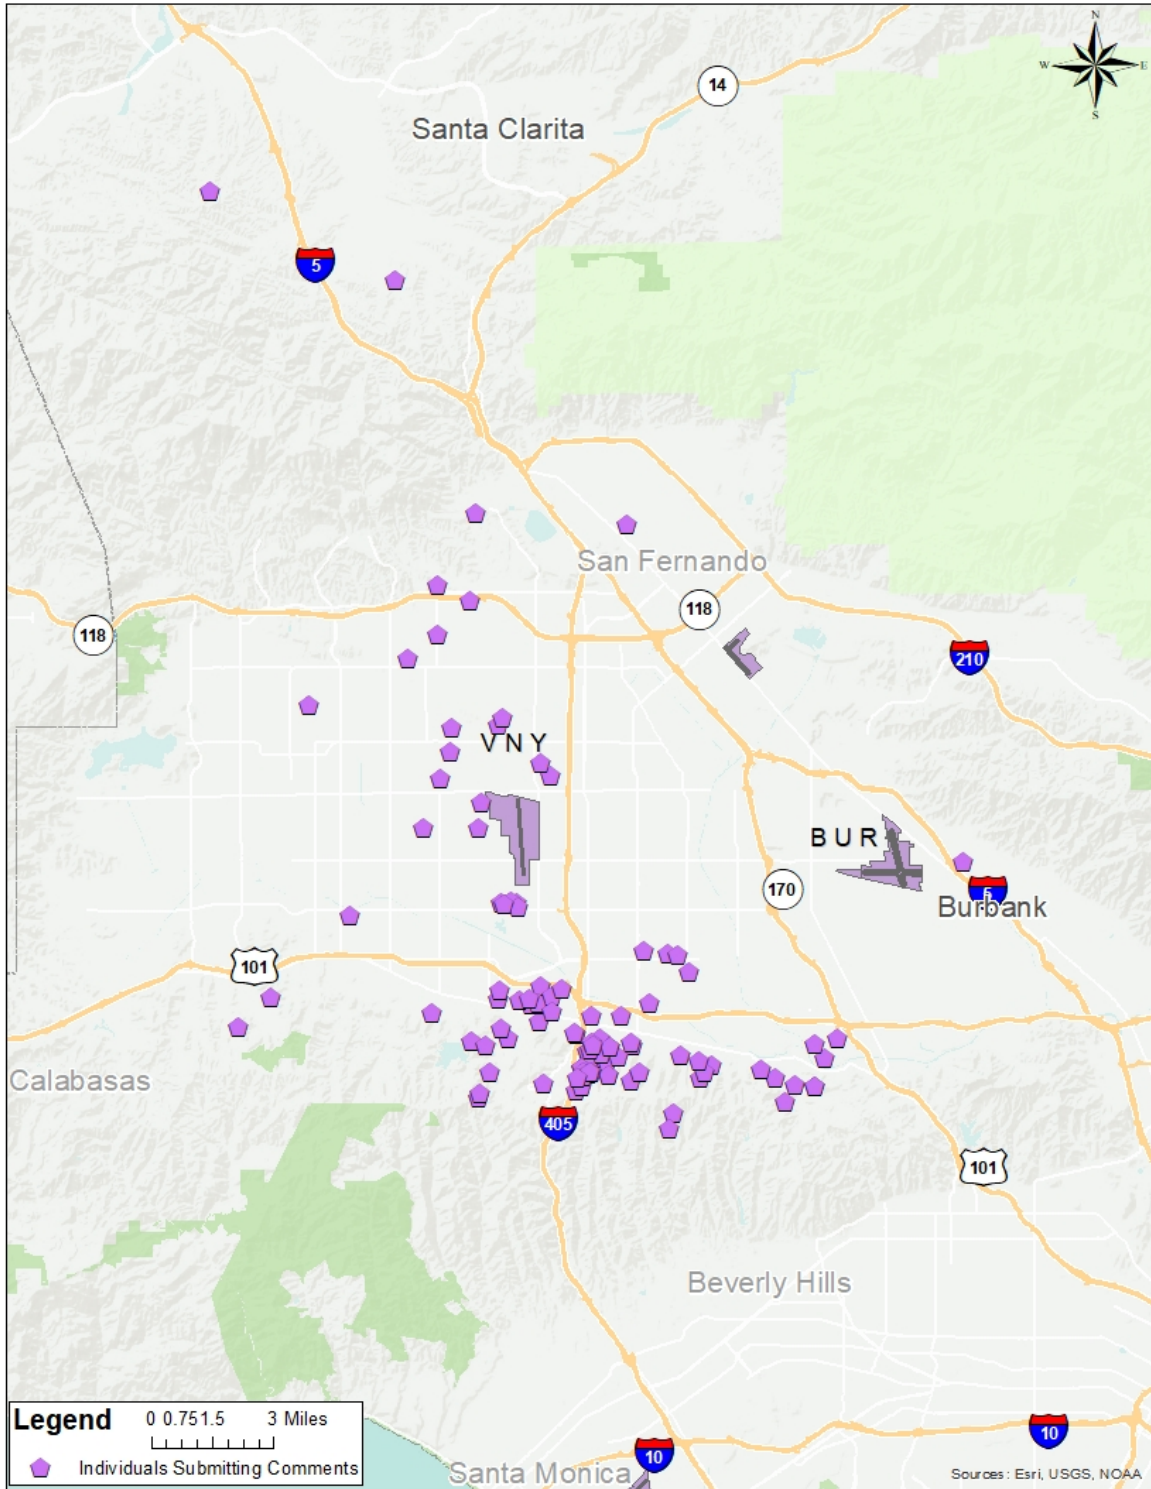 N
W E
S
14
Santa Clarita
5
San Fernando
118
118
210
VNY
BUR
170
5
Burbank
101
Calabasas
405
101
Beverly Hills
Legend
0 0.75 1.5 3 Miles
Individuals Submitting Comments
10
10
Santa Monica
Sources: Esri, USGS, NOAA